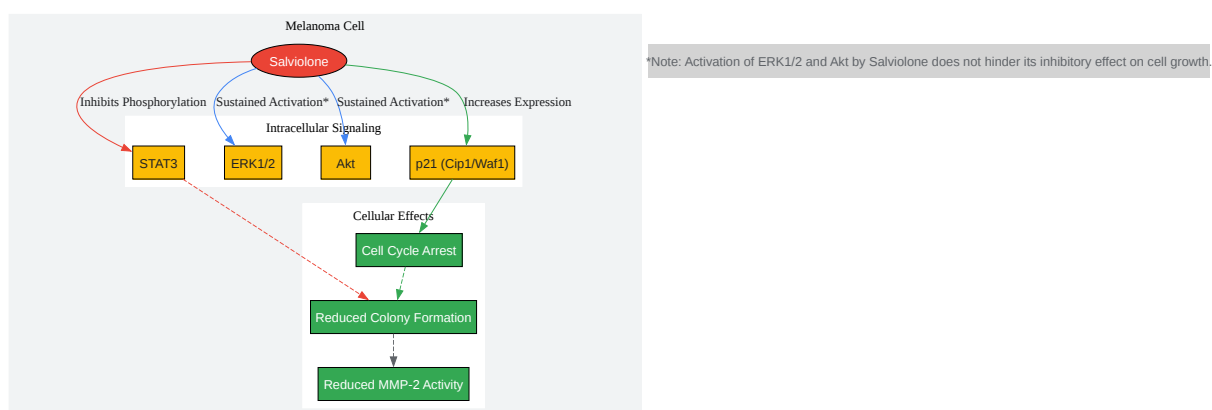 Melanoma Cell
Salviolone
*Note: Activation of ERK1/2 and Akt by Salviolone does not hinder its inhibitory effect on cell growth.
Inhibits Phosphorylation
Sustained Activation*
Sustained Activation*
Increases Expression
Intracellular Signaling
STAT3
ERK1/2
Akt
p21 (Cip1/Waf1)
Cellular Effects
Cell Cycle Arrest
Reduced Colony Formation
Reduced MMP-2 Activity